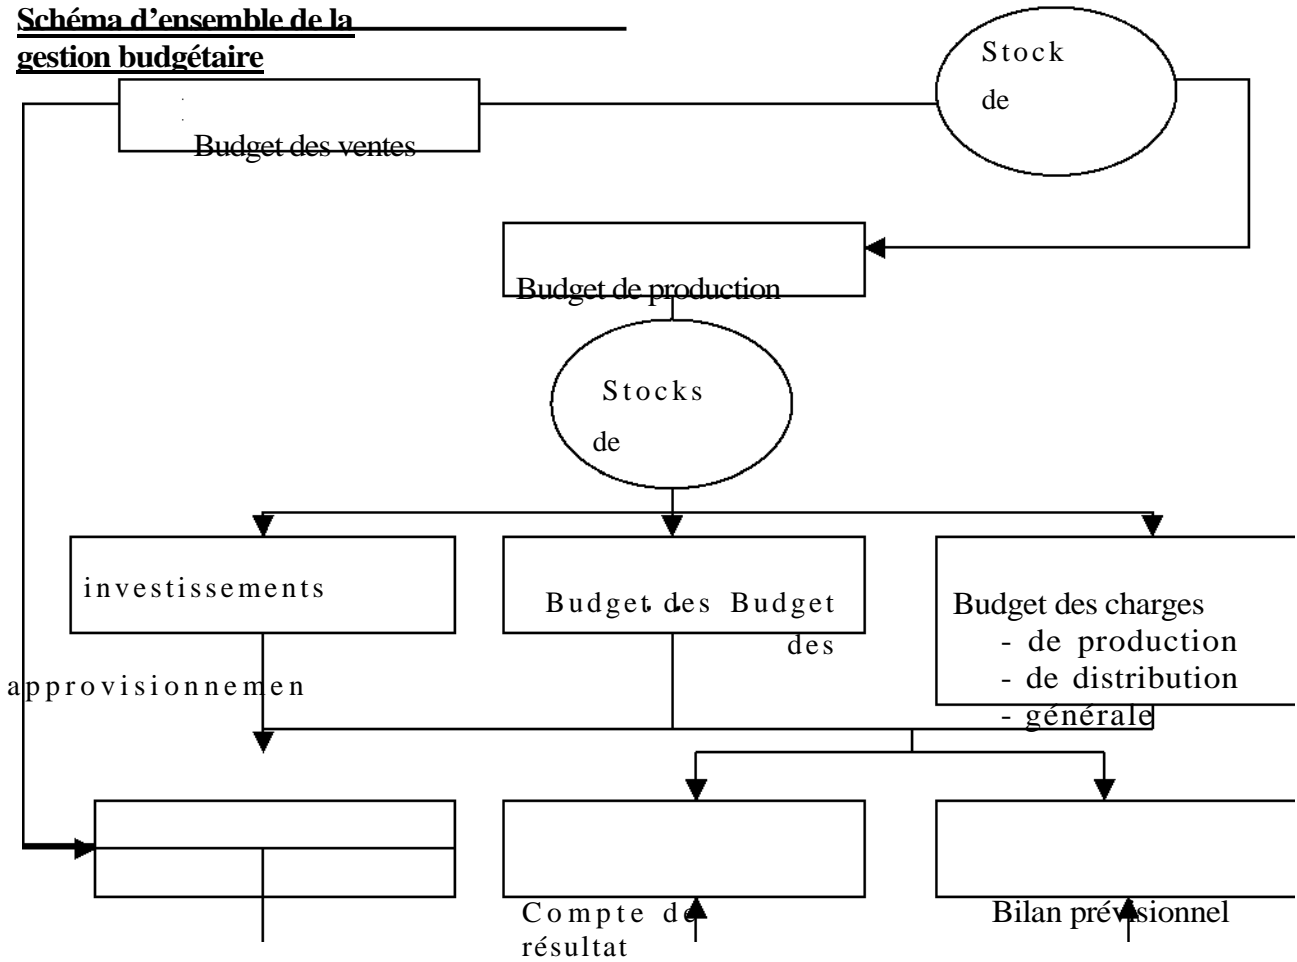 Schéma d’ensemble de la
gestion budgétaire
Stock
de
Budget des ventes
Budget de production
Stocks
de
investissements
Budget des Budget
des
Budget des charges
- de production
- de distribution
- générale
approvisionnemen
Compte de
résultat
Bilan prévisionnel